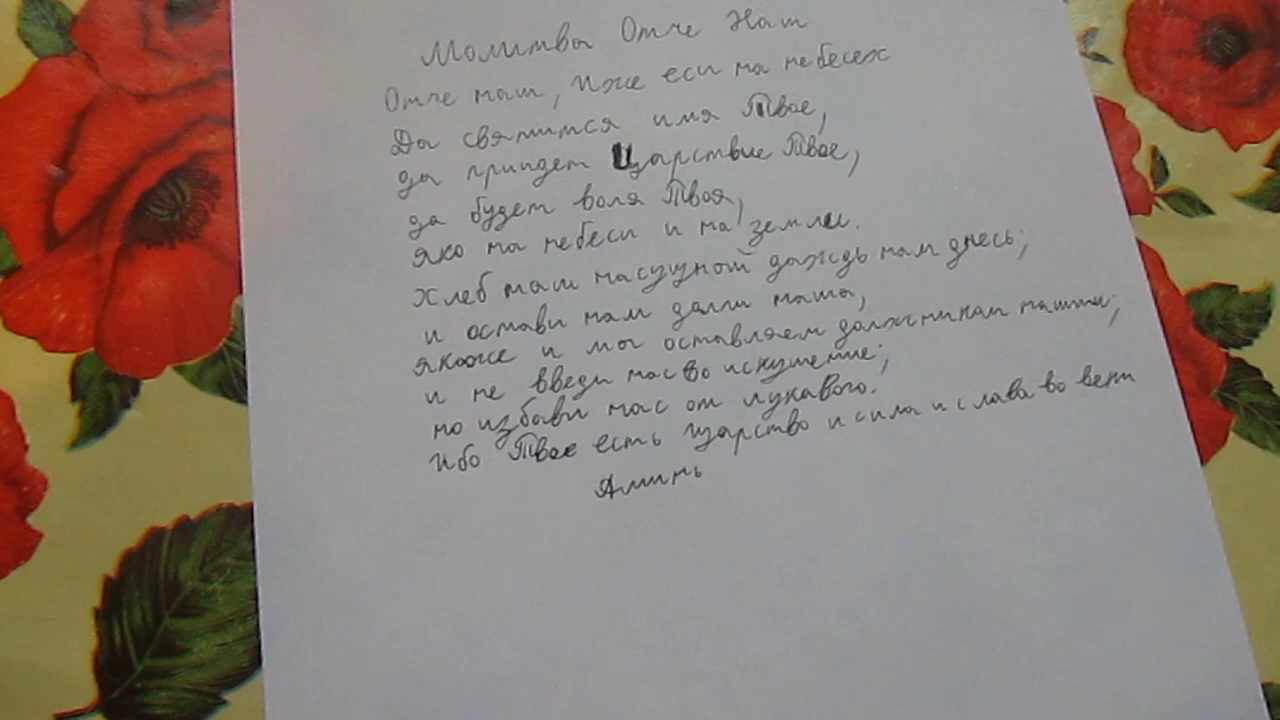 Молитва Отче Наш
Отче наш, Иже еси на небесех
Да святится имя Твое,
да приидет Царствие Твое,
да будет воля Твоя,
яко на небеси и на земли.
Хлеб наш насущной даждь нам днесь;
и остави нам долги наша,
якоже и мы оставляем должникам нашим;
и не введи нас во искушение;
но избави нас от лукавого.
Ибо Твое есть Царство и сила и слава во веки
Аминь